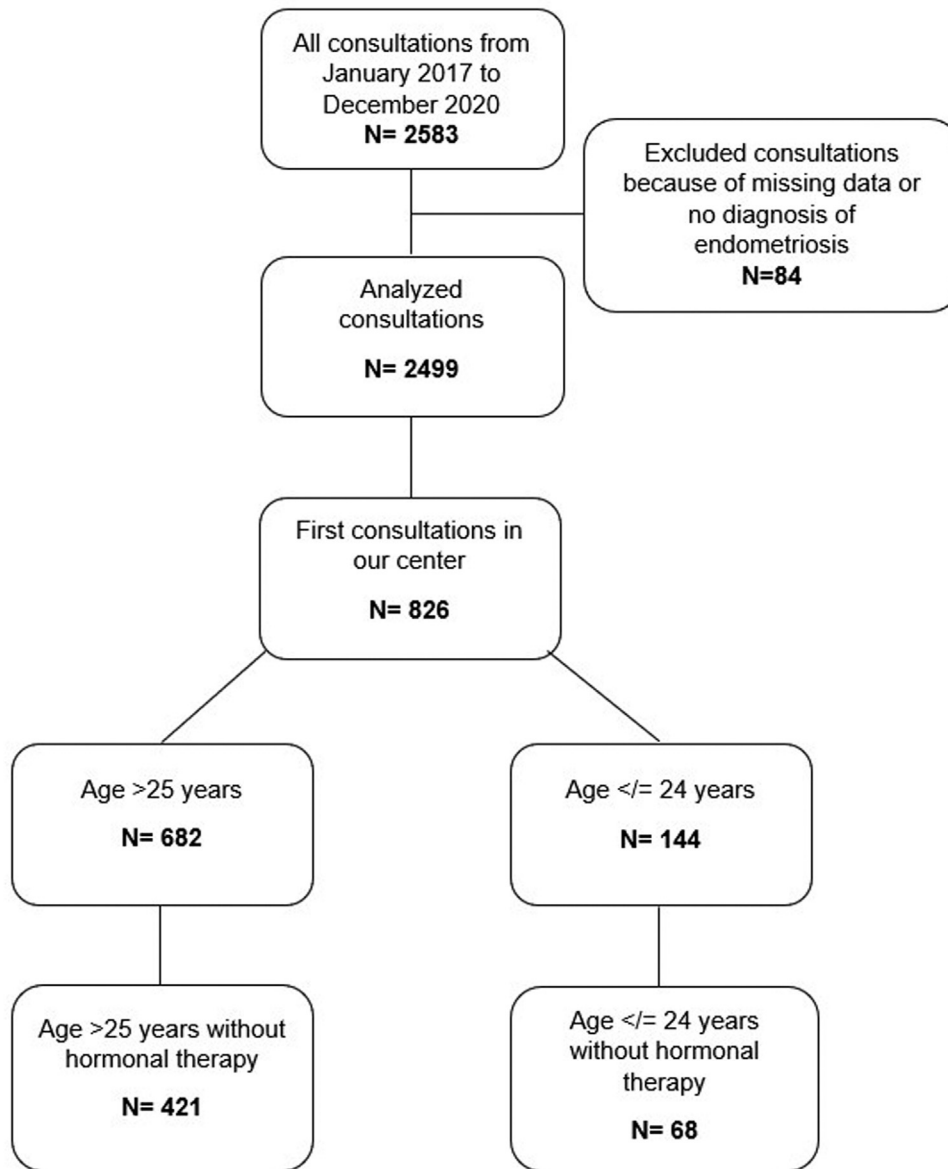 All consultations from
January 2017 to
December 2020
N= 2583
Excluded consultations
because of missing data or
no diagnosis of
endometriosis
N=84
Analyzed
consultations
N= 2499
First consultations in
our center
N= 826
Age >25 years
N= 682
Age </= 24 years
N= 144
Age >25 years without
hormonal therapy
N= 421
Age </= 24 years
without hormonal
therapy
N= 68